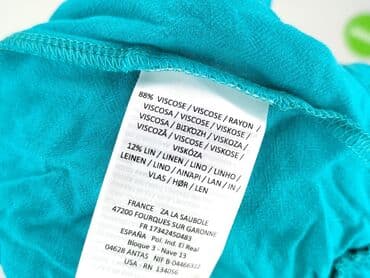 88% VISCOSE / VISCOSE / RAYON /
VISCOSA / VISCOSE / VISKOSE /
VISCOSA / ΒΙΣΚΟΖΗ / VISKOZA /
VISCOZĂ / VISCOSE / VISKOSE /
VISKÓZA
12% LIN / LINEN / LINO / LINHO /
LEINEN / LINO / ΛΙΝΑΡΙ / LAN / IN /
VLAS / HØR / LEN
FRANCE ZA LA SAUBOLE
47200 FOURQUES SUR GARONNE
FR 17342450483
ESPAÑA Pol. Ind. El Real
Bloque 3 - Nave 13
04628 ANTAS NIF B-04466312
USA - RN 134056